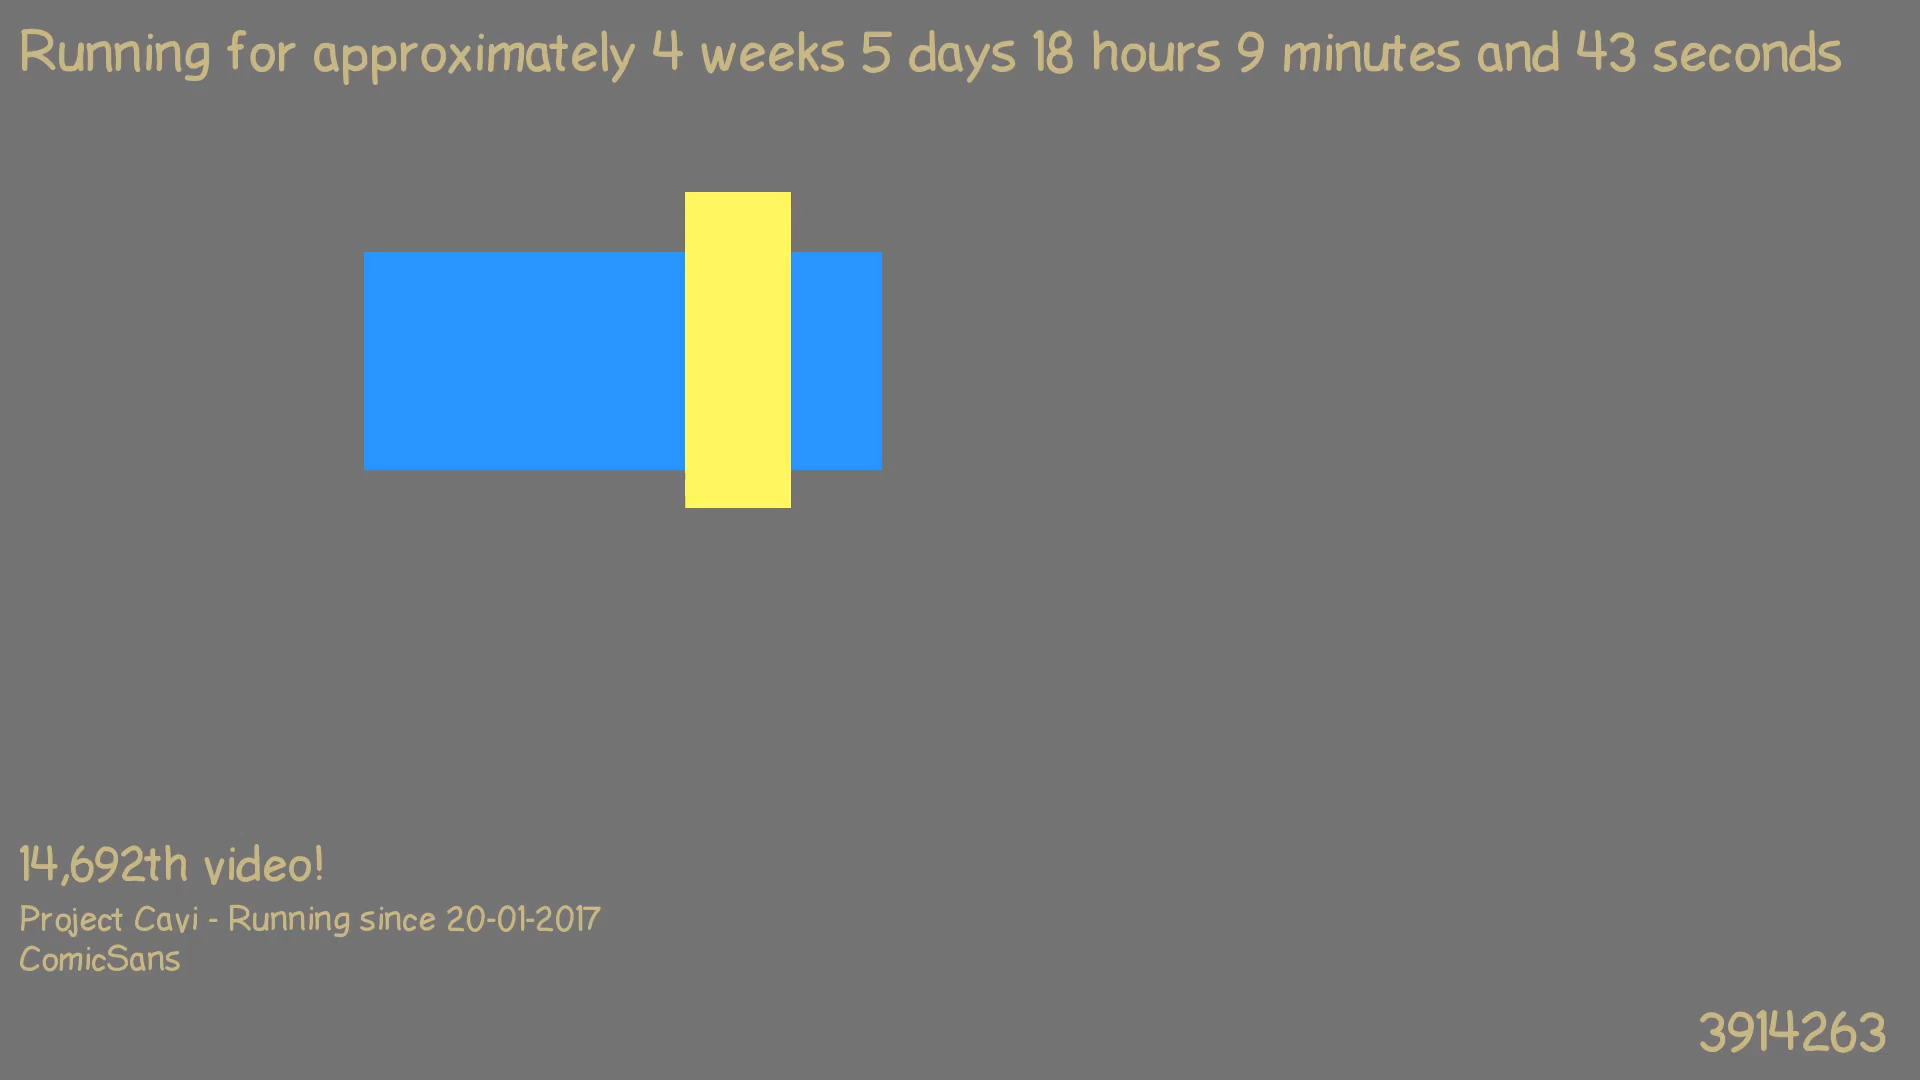 Running for approximately 4 weeks 5 days 18 hours 9 minutes and 43 seconds
14,692th video!
Project Cavi - Running since 20-01-2017
ComicSans
3914263